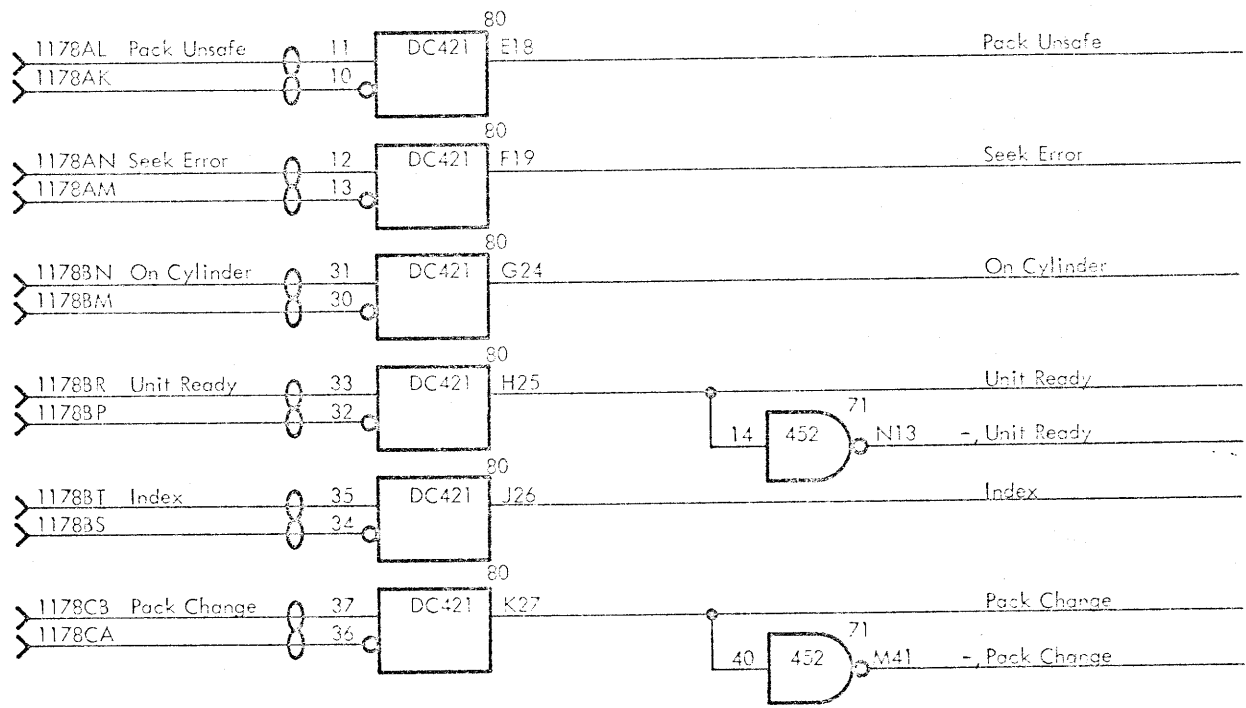 80
1178AL Pack Unsafe 11 DC421 E18 Pack Unsafe
1178AK 10
80
1178AN Seek Error 12 DC421 F19 Seek Error
1178AM 13
80
1178BN On Cylinder 31 DC421 G24 On Cylinder
1178BM 30
80
1178BR Unit Ready 33 DC421 H25 Unit Ready
1178BP 32
71
14 452 N13 -, Unit Ready
80
1178BT Index 35 DC421 J26 Index
1178BS 34
80
1178CB Pack Change 37 DC421 K27 Pack Change
1178CA 36
71
40 452 M41 -, Pack Change